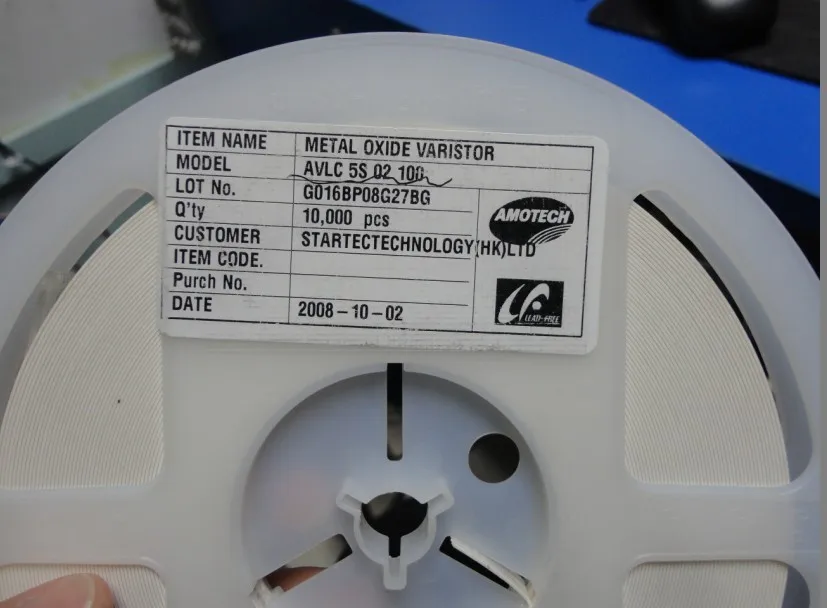 ITEM NAME METAL OXIDE VARISTOR
MODEL AVLC 5S 02 100
LOT No. G016BP08G27BG
Q'ty 10,000 pcs
CUSTOMER STARTECTECHNOLOGY(HK)LTD
ITEM CODE.
Purch No.
DATE 2008-10-02
AMOTECH
LEAD-FREE